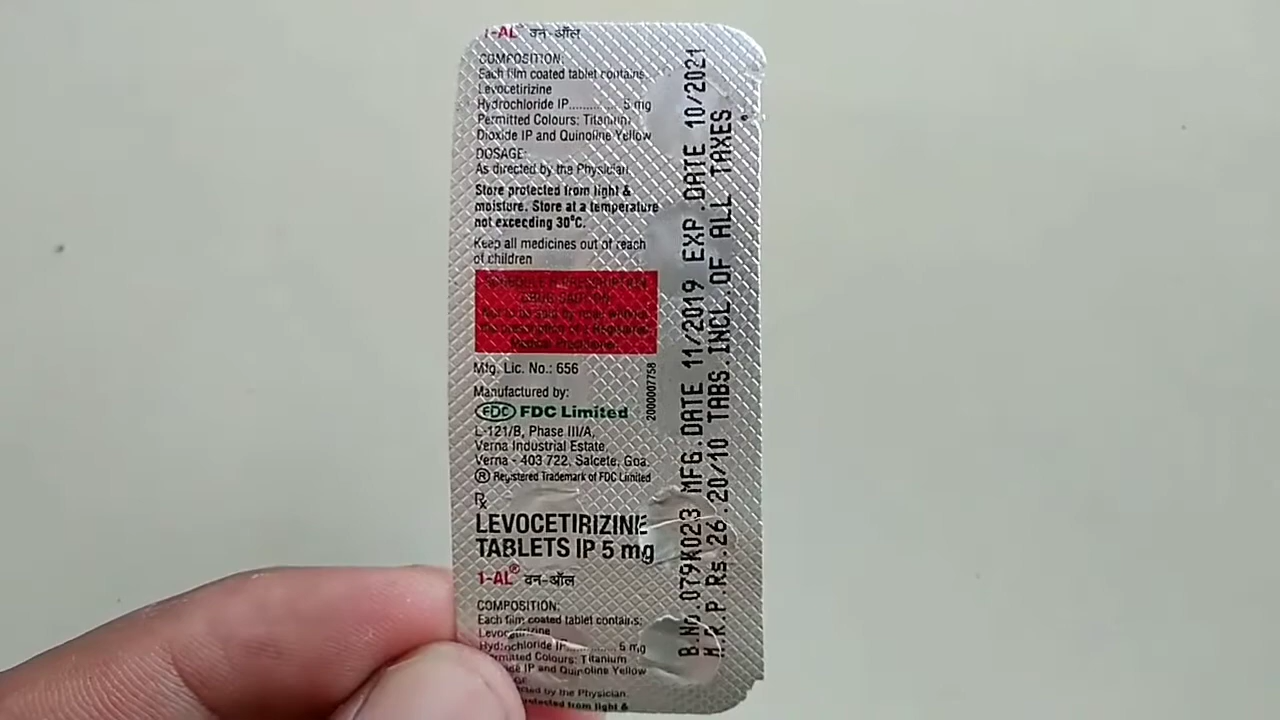 1-AL® वन-ऑल
COMPOSITION:
Each film coated tablet contains:
Levocetirizine
Hydrochloride IP............. 5 mg
Permitted Colours: Titanium
Dioxide IP and Quinoline Yellow
DOSAGE:
As directed by the Physician.
Store protected from light &
moisture. Store at a temperature
not exceeding 30°C.
Keep all medicines out of reach
of children
Mfg. Lic. No.: 656
Manufactured by:
FDC FDC Limited
L-121/B, Phase III/A,
Verna Industrial Estate,
Verna - 403 722, Salcete, Goa.
® Registered Trademark of FDC Limited
2000007758
Rx
LEVOCETIRIZINE
TABLETS IP 5 mg
1-AL® वन-ऑल
COMPOSITION:
Each film coated tablet contains:
Levocetirizine
Hydrochloride IP............. 5 mg
Colours: Titanium
IP and Quinoline Yellow
by the Physician.
light &
B.No.079K023 MFG.DATE 11/2019 EXP.DATE 10/2021
M.R.P.Rs.26.20/10 TABS.INCL.OF ALL TAXES